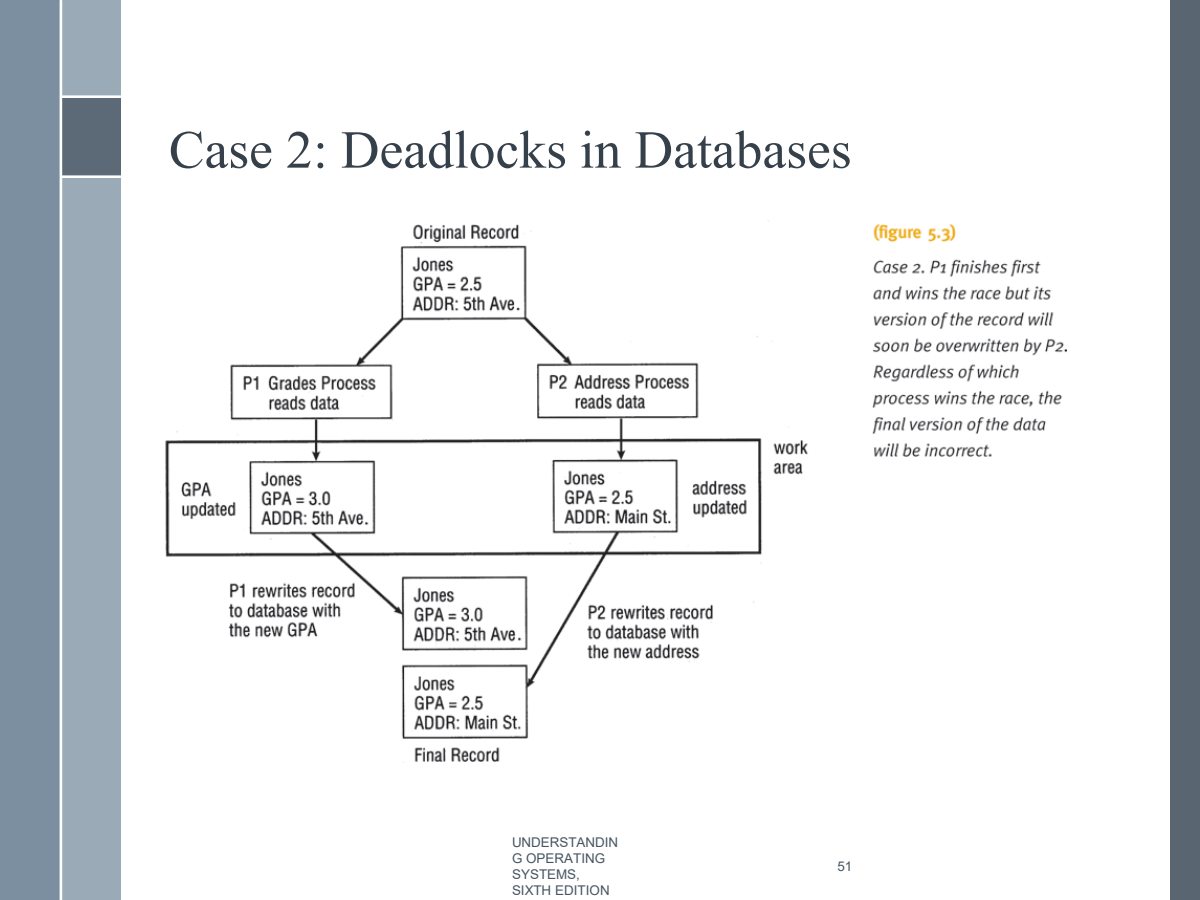 Case 2: Deadlocks in Databases
Original Record
Jones
GPA = 2.5
ADDR: 5th Ave.
P1 Grades Process
reads data
P2 Address Process
reads data
work
area
GPA
updated
Jones
GPA = 3.0
ADDR: 5th Ave.
Jones
GPA = 2.5
ADDR: Main St.
address
updated
P1 rewrites record
to database with
the new GPA
Jones
GPA = 3.0
ADDR: 5th Ave.
P2 rewrites record
to database with
the new address
Jones
GPA = 2.5
ADDR: Main St.
Final Record
(figure 5.3)
Case 2. P1 finishes first
and wins the race but its
version of the record will
soon be overwritten by P2.
Regardless of which
process wins the race, the
final version of the data
will be incorrect.
UNDERSTANDIN
G OPERATING
SYSTEMS,
SIXTH EDITION
51